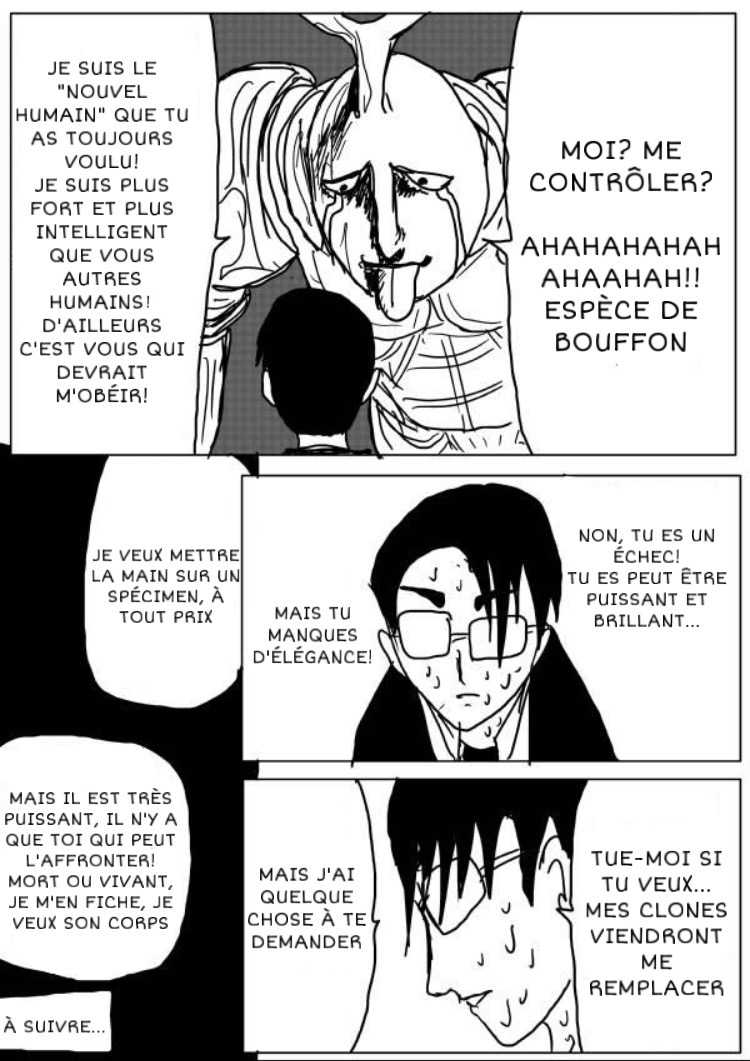 MOI? ME
CONTRÔLER?
AHAHAHAHAH
AHAAHAH!!
ESPÈCE DE
BOUFFON
JE SUIS LE
"NOUVEL
HUMAIN" QUE TU
AS TOUJOURS
VOULU!
JE SUIS PLUS
FORT ET PLUS
INTELLIGENT
QUE VOUS
AUTRES
HUMAINS!
D'AILLEURS
C'EST VOUS QUI
DEVRAIT
M'OBÉIR!
NON, TU ES UN
ÉCHEC!
TU ES PEUT ÊTRE
PUISSANT ET
BRILLANT...
MAIS TU
MANQUES
D'ÉLÉGANCE!
TUE-MOI SI
TU VEUX...
MES CLONES
VIENDRONT
ME
REMPLACER
MAIS J'AI
QUELQUE
CHOSE À TE
DEMANDER
JE VEUX METTRE
LA MAIN SUR UN
SPÉCIMEN, À
TOUT PRIX
MAIS IL EST TRÈS
PUISSANT, IL N'Y A
QUE TOI QUI PEUT
L'AFFRONTER!
MORT OU VIVANT,
JE M'EN FICHE, JE
VEUX SON CORPS
À SUIVRE...